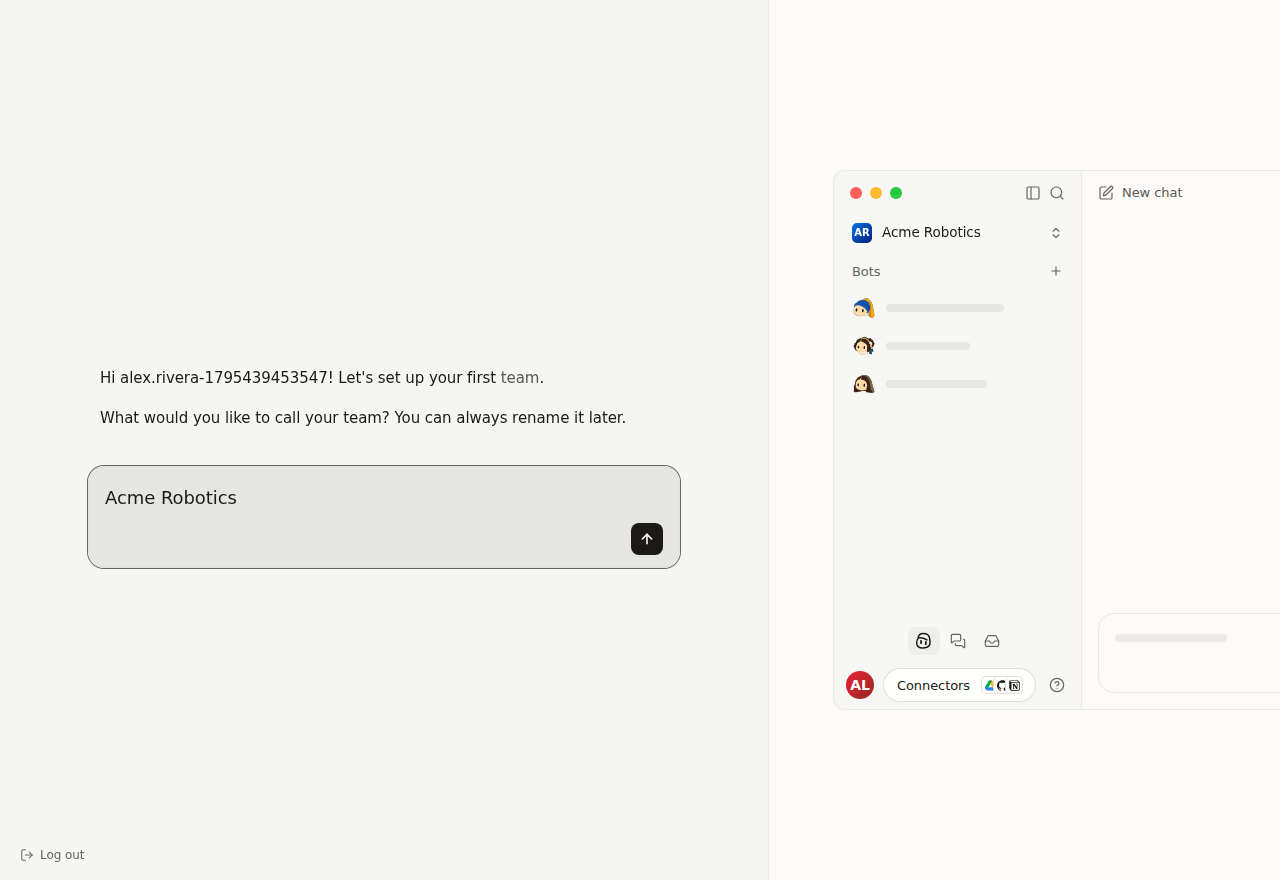 Hi alex.rivera-1795439453547! Let's set up your first team.
What would you like to call your team? You can always rename it later.
Acme Robotics
Log out
AR Acme Robotics
Bots
AL Connectors
New chat